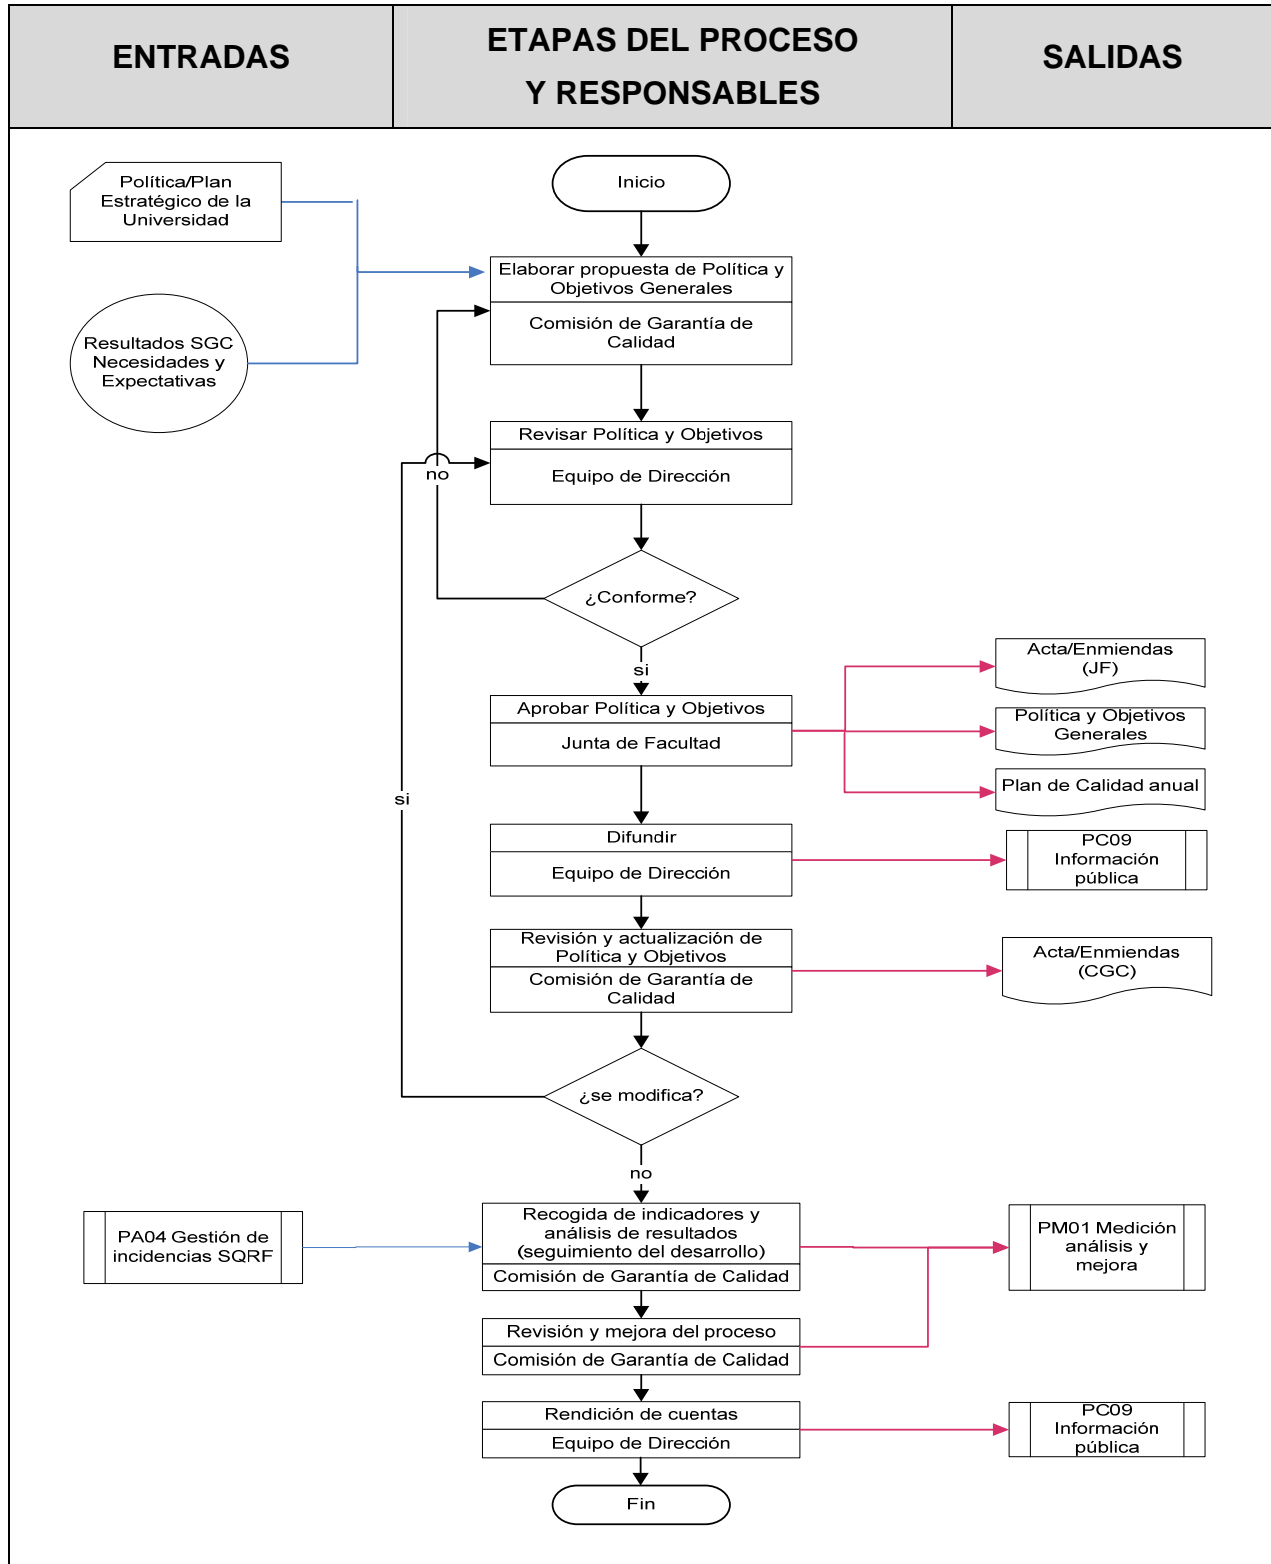 ENTRADAS
ETAPAS DEL PROCESO
Y RESPONSABLES
SALIDAS
Política/Plan
Estratégico de la
Universidad
Inicio
Elaborar propuesta de Política y
Objetivos Generales
Comisión de Garantía de
Calidad
Resultados SGC
Necesidades y
Expectativas
Revisar Política y Objetivos
Equipo de Dirección
no
¿Conforme?
si
Aprobar Política y Objetivos
Junta de Facultad
Acta/Enmiendas
(JF)
Política y Objetivos
Generales
Plan de Calidad anual
si
Difundir
Equipo de Dirección
PC09
Información
pública
Revisión y actualización de
Política y Objetivos
Comisión de Garantía de
Calidad
Acta/Enmiendas
(CGC)
¿se modifica?
no
PA04 Gestión de
incidencias SQRF
Recogida de indicadores y
análisis de resultados
(seguimiento del desarrollo)
Comisión de Garantía de Calidad
PM01 Medición
análisis y
mejora
Revisión y mejora del proceso
Comisión de Garantía de Calidad
Rendición de cuentas
Equipo de Dirección
PC09
Información
pública
Fin